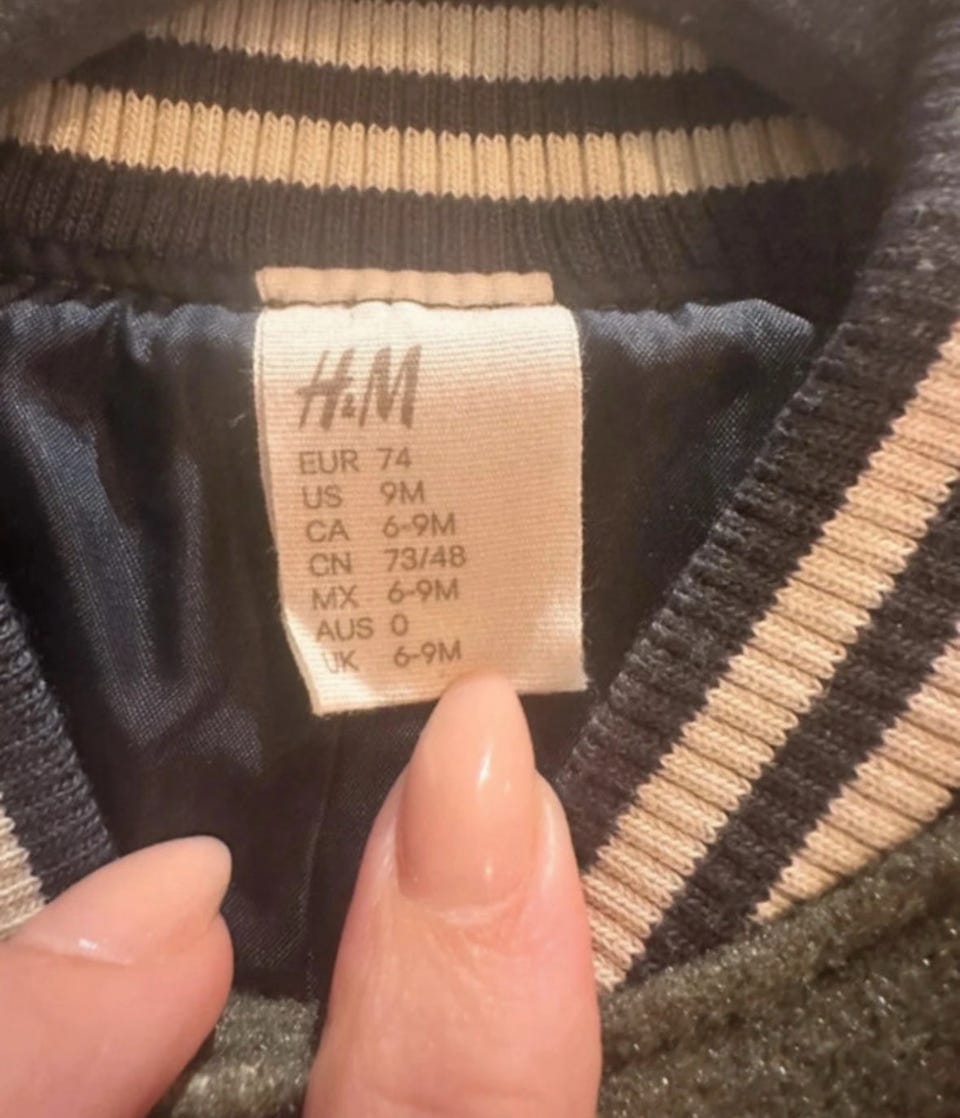 H&M
EUR 74
US 9M
CA 6-9M
CN 73/48
MX 6-9M
AUS 0
UK 6-9M